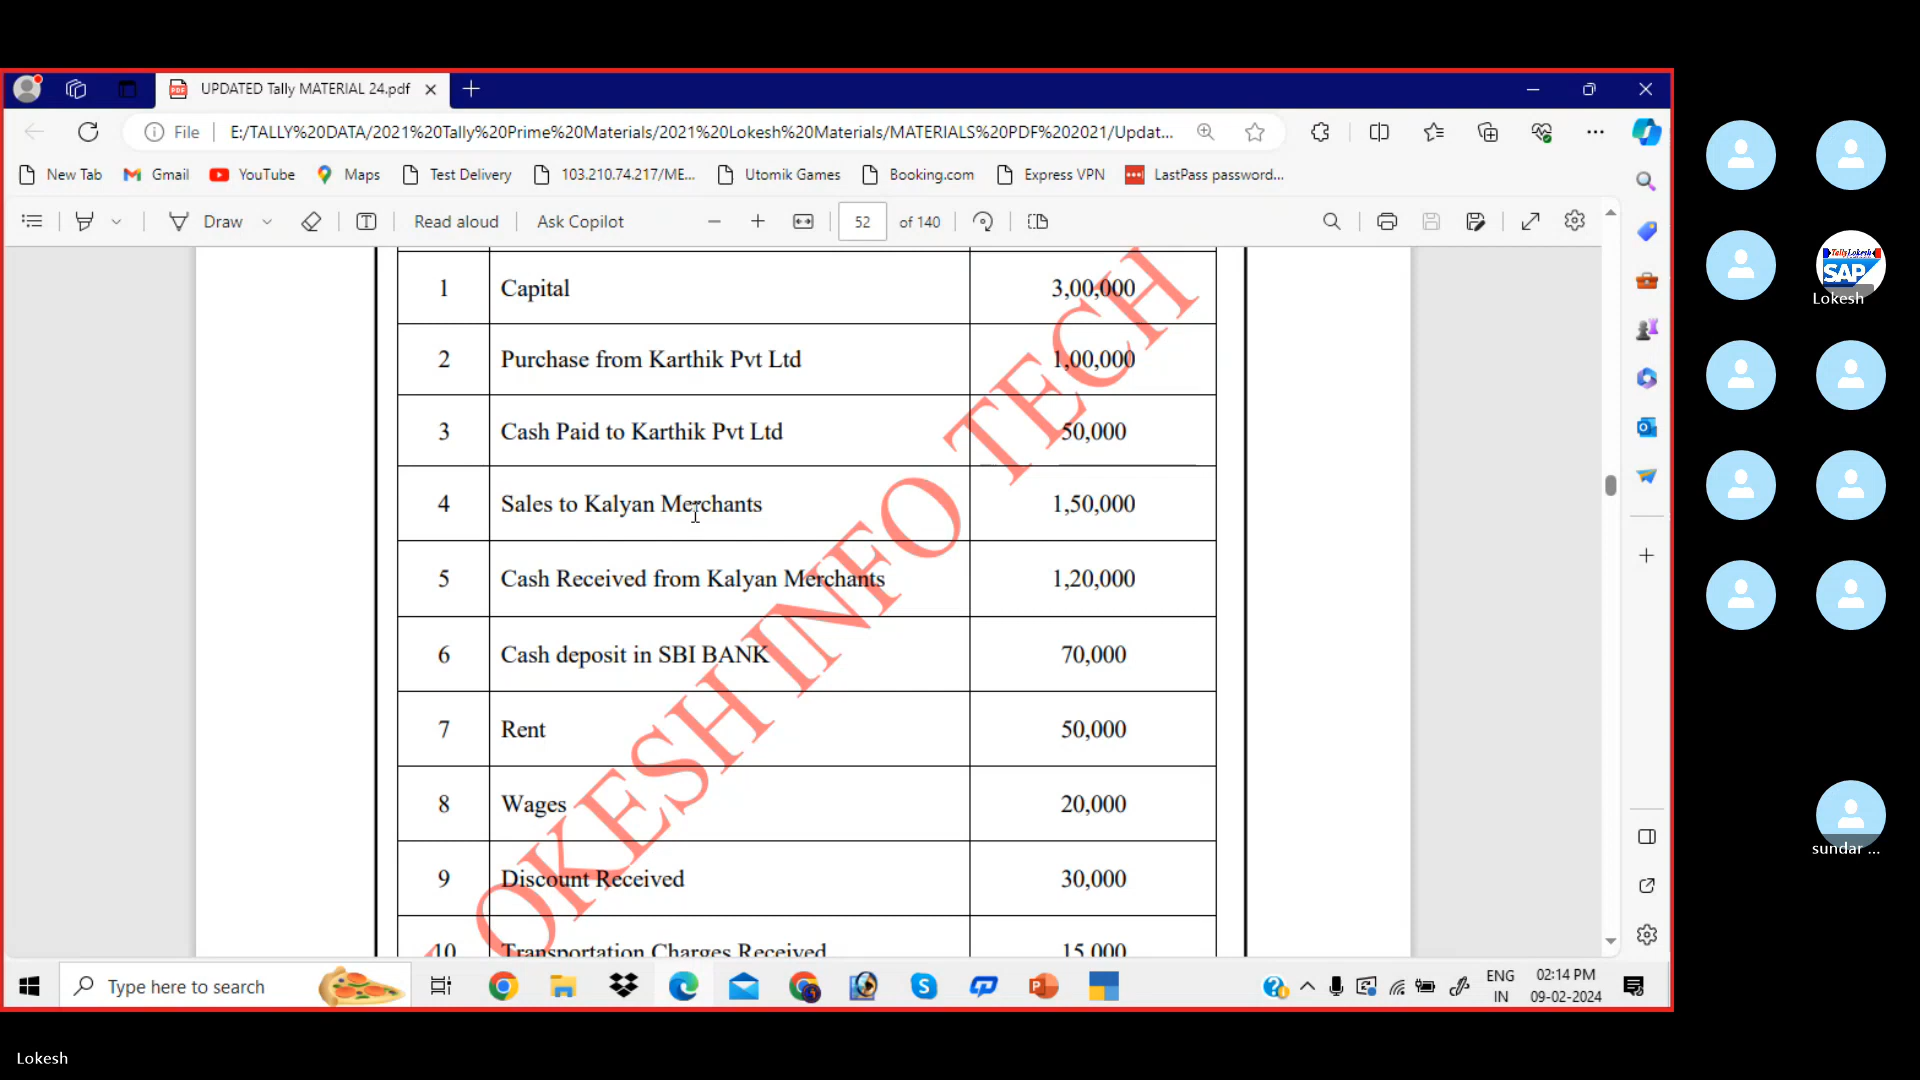 UPDATED Tally MATERIAL 24.pdf
File
E:/TALLY%20DATA/2021%20Tally%20Prime%20Materials/2021%20Lokesh%20Materials/MATERIALS%20PDF%202021/Updat...
New Tab
Gmail
YouTube
Maps
Test Delivery
103.210.74.217/ME...
Utomik Games
Booking.com
Express VPN
LastPass password...
Draw
Read aloud
Ask Copilot
52 of 140
1 Capital 3,00,000
2 Purchase from Karthik Pvt Ltd 1,00,000
3 Cash Paid to Karthik Pvt Ltd 50,000
4 Sales to Kalyan Merchants 1,50,000
5 Cash Received from Kalyan Merchants 1,20,000
6 Cash deposit in SBI BANK 70,000
7 Rent 50,000
8 Wages 20,000
9 Discount Received 30,000
10 Transportation Charges Received 15,000
LOKESH INFO TECH
TallyLokesh
SAP
Lokesh
sundar ...
Type here to search
ENG
IN
02:14 PM
09-02-2024
Lokesh